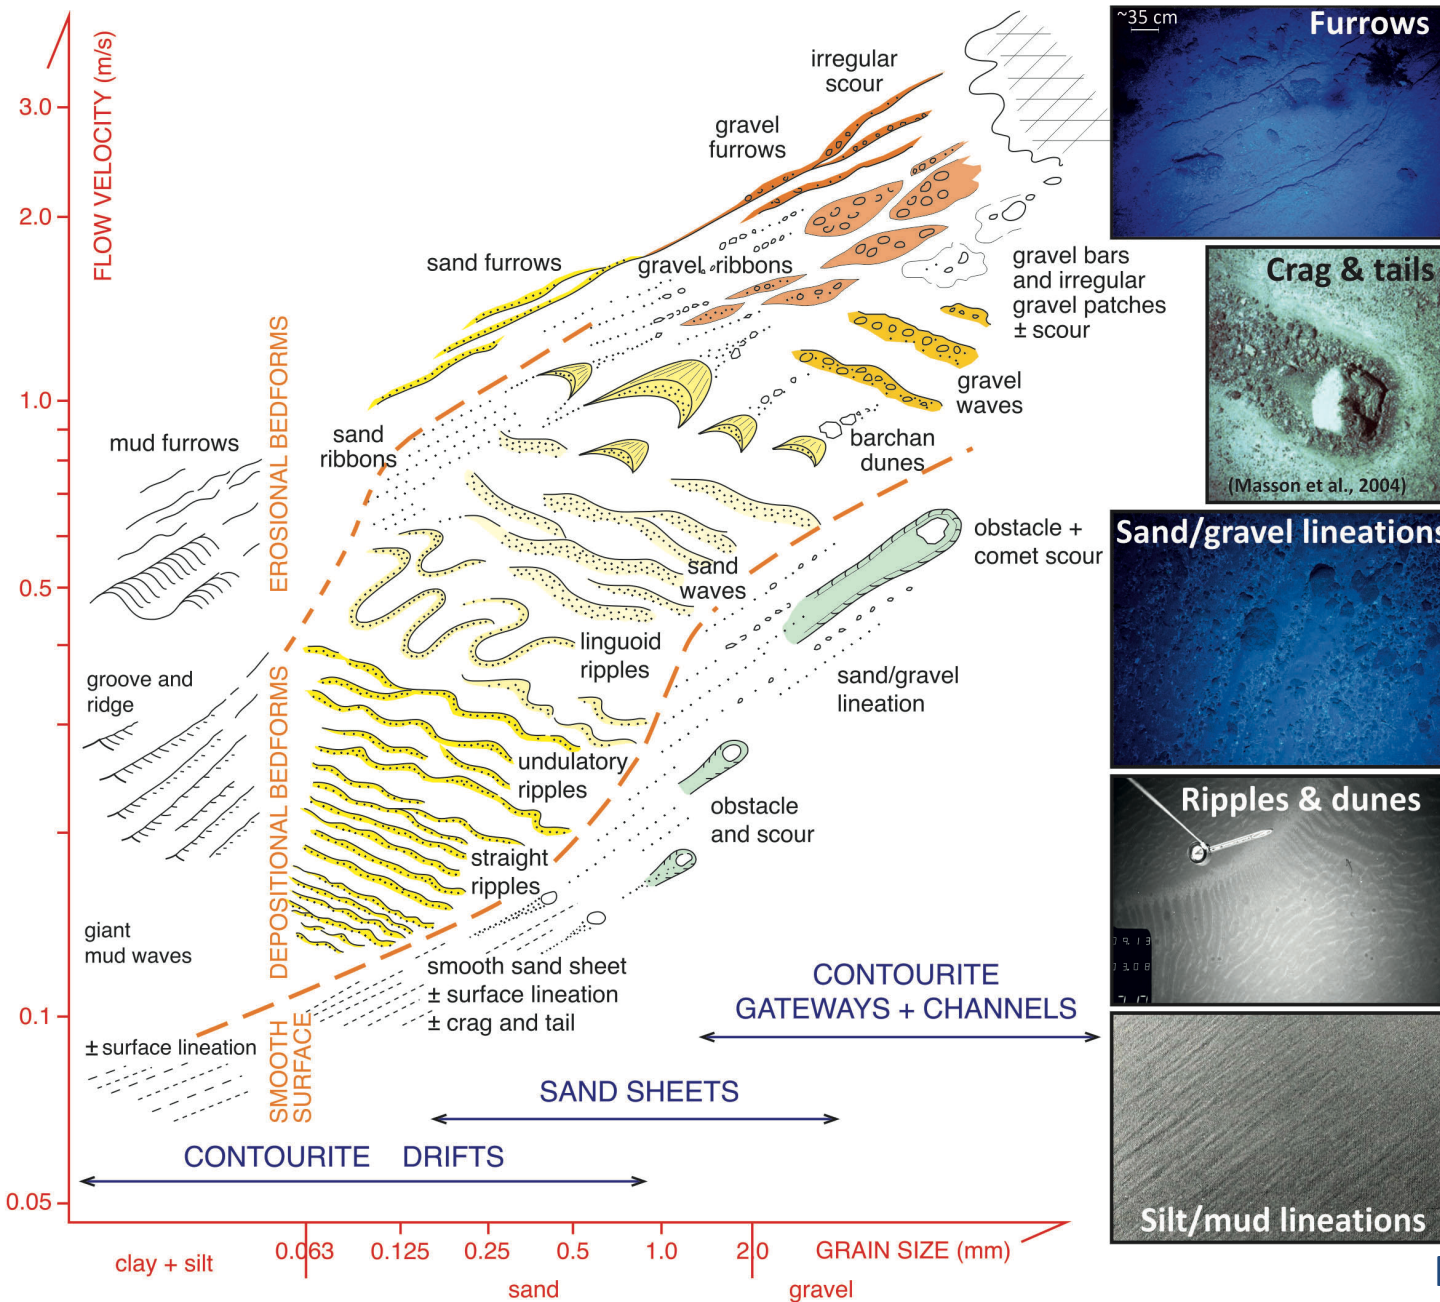 FLOW VELOCITY (m/s)
3.0
2.0
1.0
0.5
0.1
0.05
irregular
scour
gravel
furrows
sand furrows
gravel ribbons
gravel bars
and irregular
gravel patches
± scour
gravel
waves
barchan
dunes
sand
ribbons
mud furrows
EROSIONAL BEDFORMS
obstacle +
comet scour
sand
waves
linguoid
ripples
sand/gravel
lineation
groove and
ridge
DEPOSITIONAL BEDFORMS
undulatory
ripples
obstacle
and scour
straight
ripples
giant
mud waves
smooth sand sheet
± surface lineation
± crag and tail
± surface lineation
SMOOTH
SURFACE
CONTOURITE
GATEWAYS + CHANNELS
SAND SHEETS
CONTOURITE DRIFTS
0.063
0.125
0.25
0.5
1.0
2.0
GRAIN SIZE (mm)
clay + silt
sand
gravel
~35 cm
Furrows
Crag & tails
(Masson et al., 2004)
Sand/gravel lineations
Ripples & dunes
Silt/mud lineations